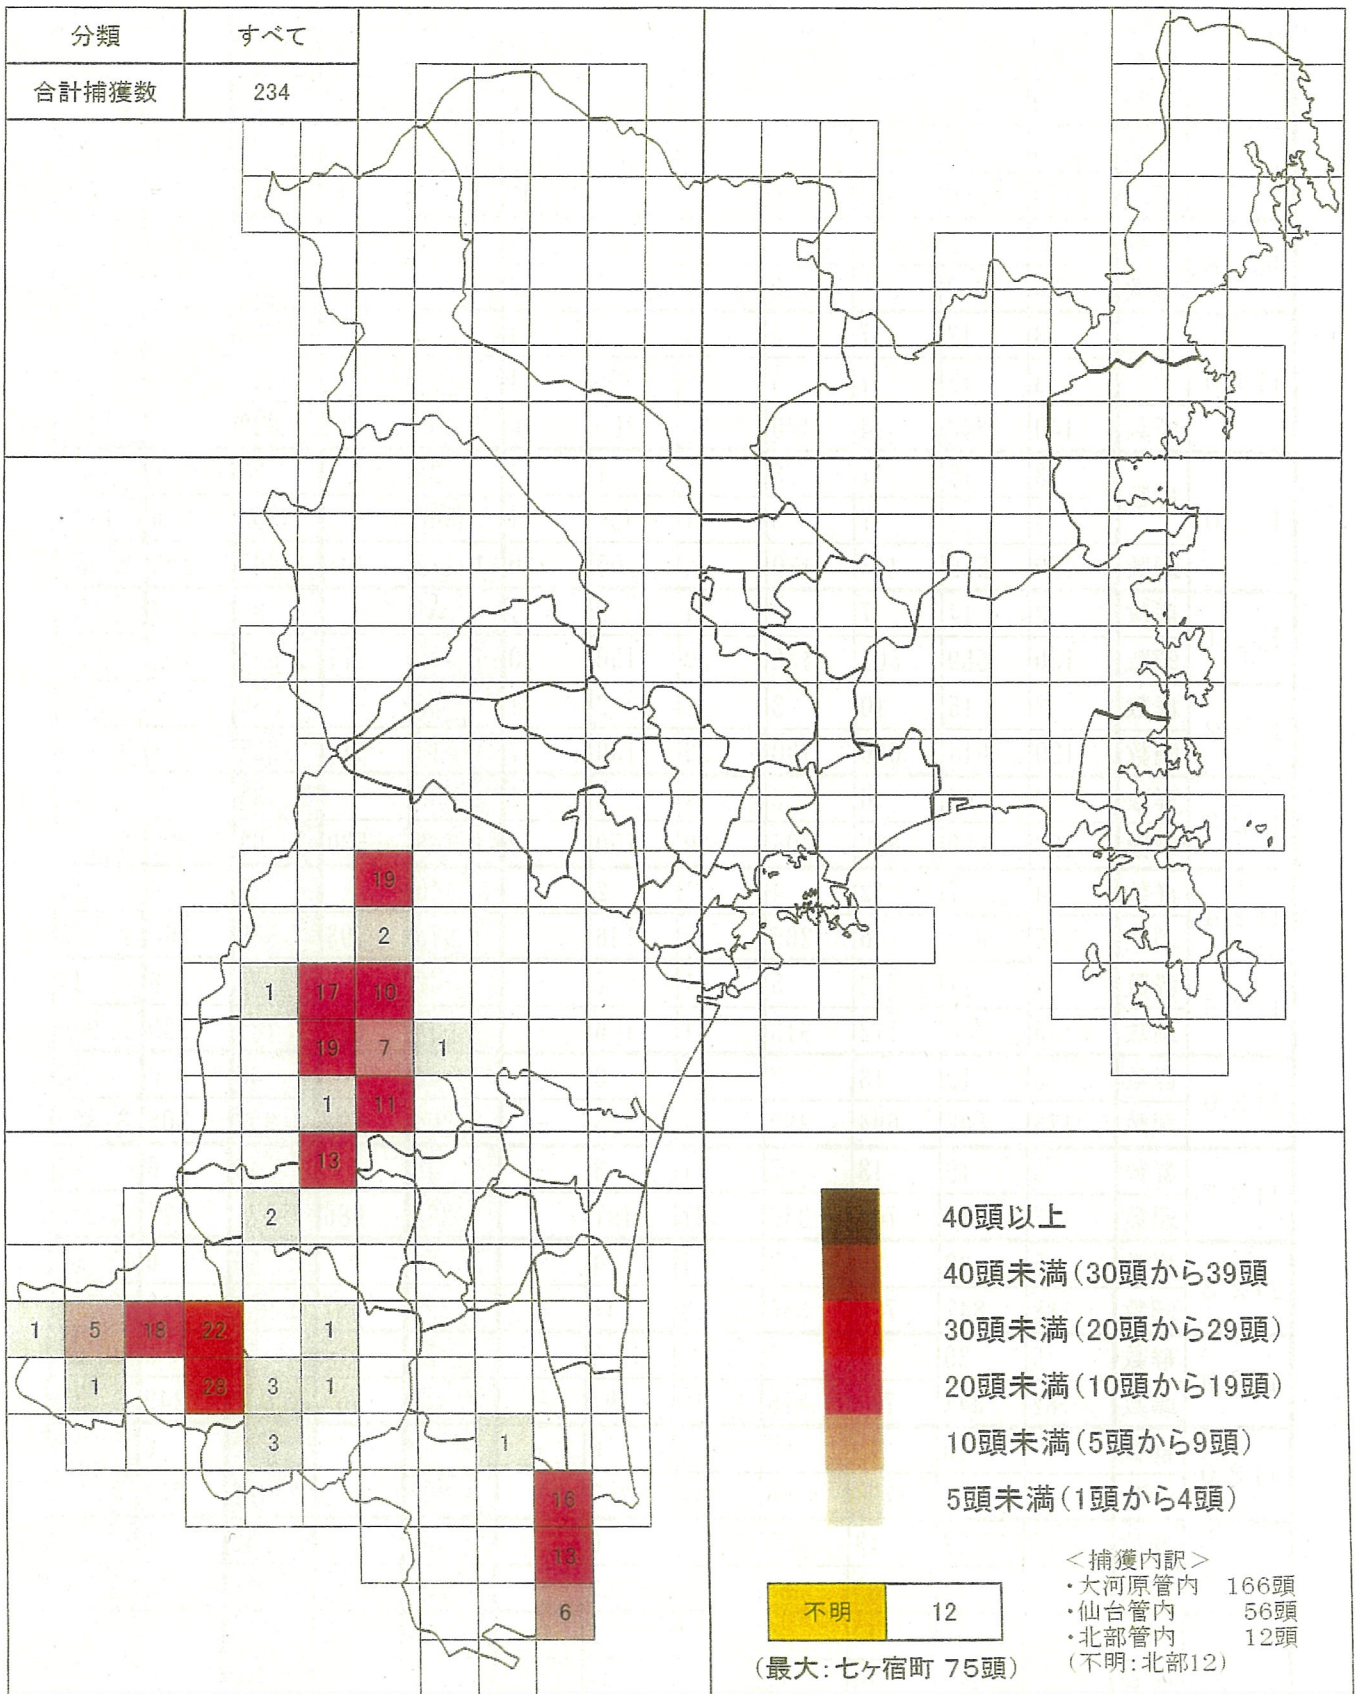 分類 すべて
合計捕獲数 234
19
2
1 17 10
19 7 1
1 11
13
2
1 5 18 22 1
1 28 3 1
3 1
16
13
6
40頭以上
40頭未満(30頭から39頭
30頭未満(20頭から29頭)
20頭未満(10頭から19頭)
10頭未満(5頭から9頭)
5頭未満(1頭から4頭)
不明 12
(最大:七ヶ宿町 75頭)
<捕獲内訳>
・大河原管内 166頭
・仙台管内 56頭
・北部管内 12頭
(不明:北部12)